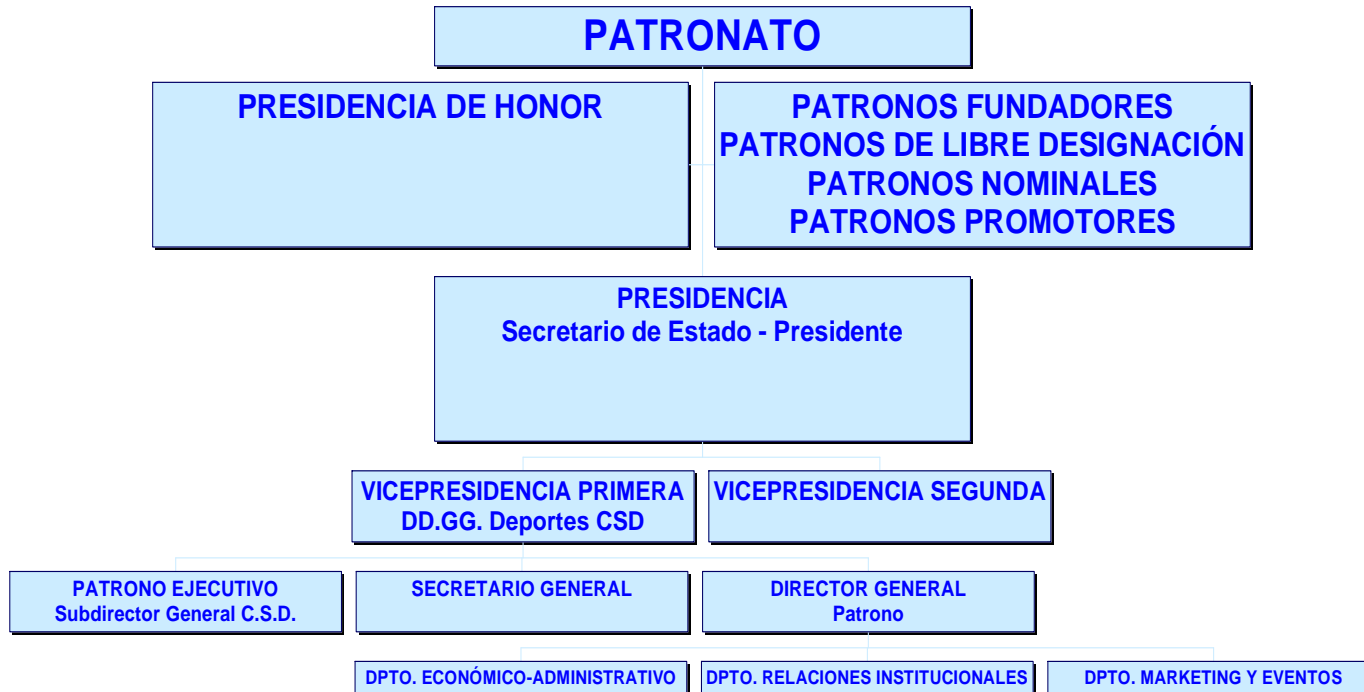 PATRONATO
PRESIDENCIA DE HONOR
PATRONOS FUNDADORES
PATRONOS DE LIBRE DESIGNACIÓN
PATRONOS NOMINALES
PATRONOS PROMOTORES
PRESIDENCIA
Secretario de Estado - Presidente
VICEPRESIDENCIA PRIMERA
DD.GG. Deportes CSD
VICEPRESIDENCIA SEGUNDA
PATRONO EJECUTIVO
Subdirector General C.S.D.
SECRETARIO GENERAL
DIRECTOR GENERAL
Patrono
DPTO. ECONÓMICO-ADMINISTRATIVO
DPTO. RELACIONES INSTITUCIONALES
DPTO. MARKETING Y EVENTOS